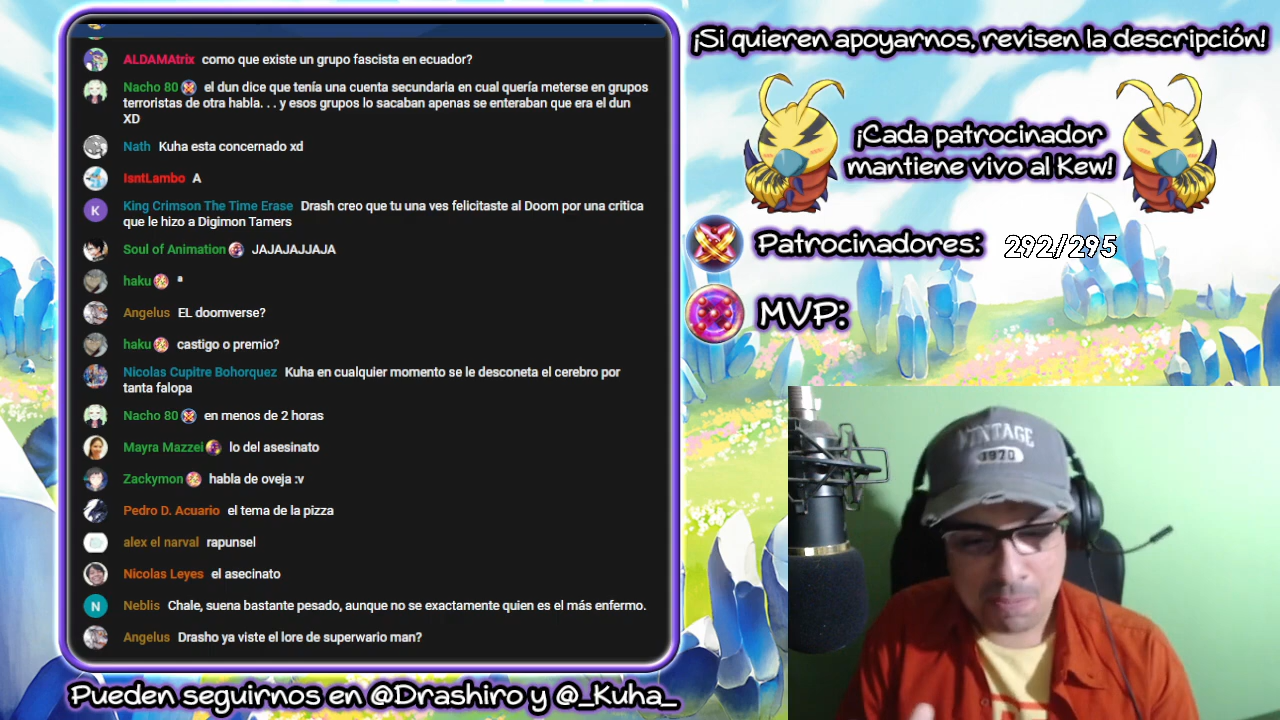 ALDAMAtrix como que existe un grupo fascista en ecuador?
Nacho 80 el dun dice que tenía una cuenta secundaria en cual quería meterse en grupos
terroristas de otra habla. . . y esos grupos lo sacaban apenas se enteraban que era el dun
XD
Nath Kuha esta concernado xd
IsntLambo A
K King Crimson The Time Erase Drash creo que tu una ves felicitaste al Doom por una critica
que le hizo a Digimon Tamers
Soul of Animation JAJAJAJJAJA
haku ª
Angelus EL doomverse?
haku castigo o premio?
Nicolas Cupitre Bohorquez Kuha en cualquier momento se le desconeta el cerebro por
tanta falopa
Nacho 80 en menos de 2 horas
Mayra Mazzei lo del asesinato
Zackymon habla de oveja :v
Pedro D. Acuario el tema de la pizza
alex el narval rapunsel
Nicolas Leyes el asecinato
N Neblis Chale, suena bastante pesado, aunque no se exactamente quien es el más enfermo.
Angelus Drasho ya viste el lore de superwario man?
Pueden seguirnos en @Drashiro y @_Kuha_
¡Si quieren apoyarnos, revisen la descripción!
¡Cada patrocinador
mantiene vivo al Kew!
Patrocinadores: 292/295
MVP:
VINTAGE
1970